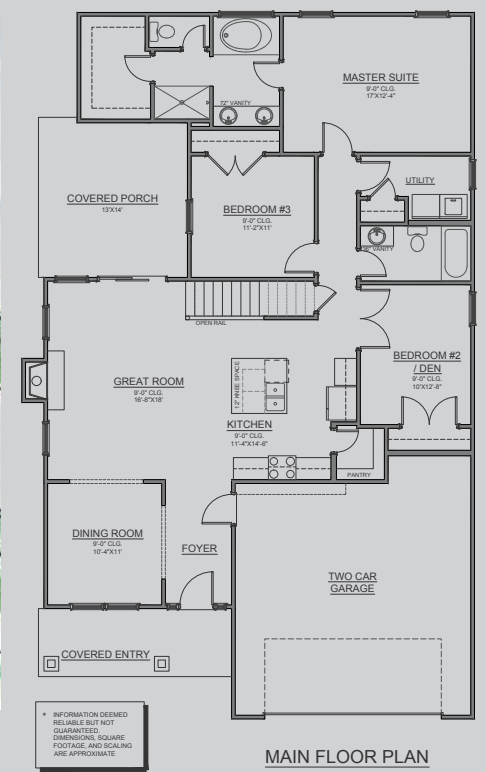 MASTER SUITE
9'-0" CLG.
17'X12'-4"
72" VANITY
UTILITY
COVERED PORCH
13'X14'
BEDROOM #3
9'-0" CLG.
11'-2"X11'
VANITY
OPEN RAIL
BEDROOM #2
/ DEN
9'-0" CLG.
10'X12'-8"
GREAT ROOM
9'-0" CLG.
16'-8"X18'
12" KNEE SPACE
KITCHEN
9'-0" CLG.
11'-4"X14'-6"
PANTRY
DINING ROOM
9'-0" CLG.
10'-4"X11'
FOYER
TWO CAR
GARAGE
COVERED ENTRY
* INFORMATION DEEMED
RELIABLE BUT NOT
GUARANTEED.
DIMENSIONS, SQUARE
FOOTAGE, AND SCALING
ARE APPROXIMATE
MAIN FLOOR PLAN